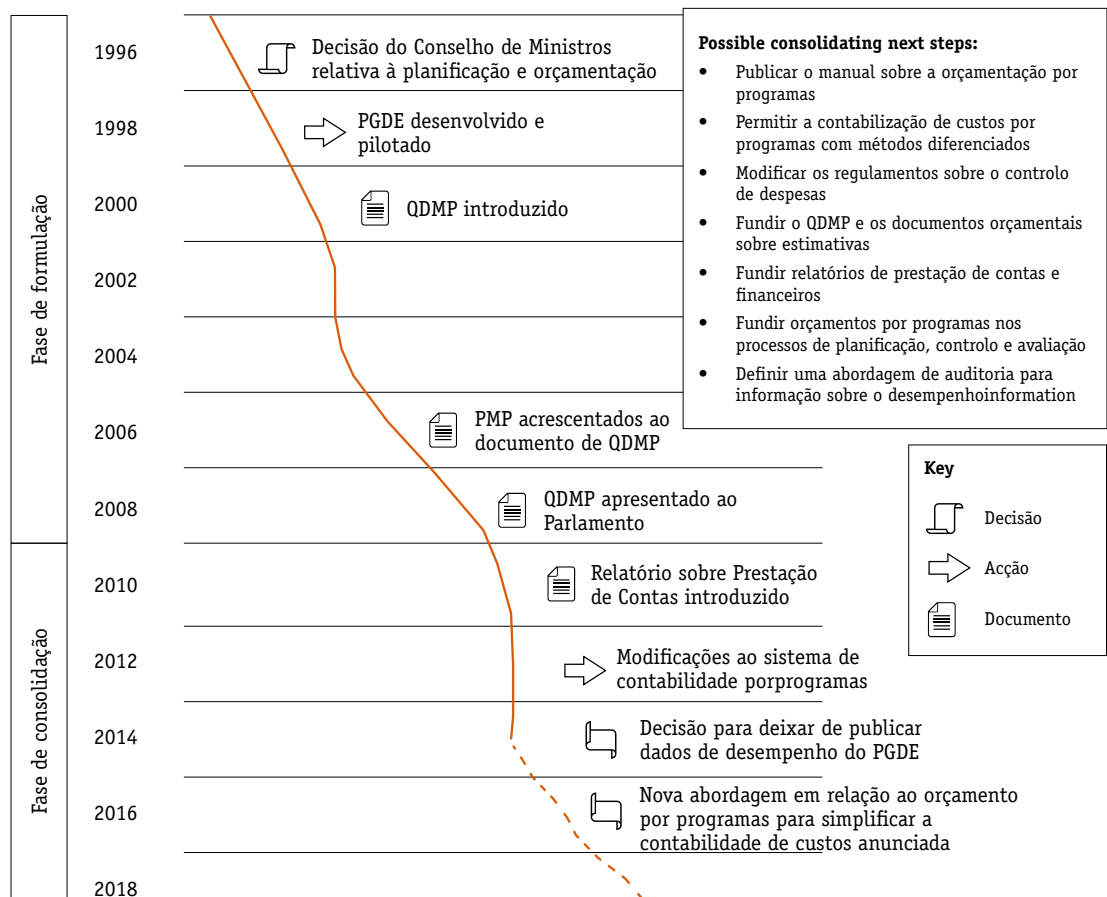 Fase de formulação
1996
Decisão do Conselho de Ministros
relativa à planificação e orçamentação
1998
PGDE desenvolvido e
pilotado
2000
QDMP introduzido
2002
2004
2006
PMP acrescentados ao
documento de QDMP
2008
QDMP apresentado ao
Parlamento
Fase de consolidação
2010
Relatório sobre Prestação
de Contas introduzido
2012
Modificações ao sistema de
contabilidade porprogramas
2014
Decisão para deixar de publicar
dados de desempenho do PGDE
2016
Nova abordagem em relação ao orçamento
por programas para simplificar a
contabilidade de custos anunciada
2018
Possible consolidating next steps:
• Publicar o manual sobre a orçamentação por
programas
• Permitir a contabilização de custos por
programas com métodos diferenciados
• Modificar os regulamentos sobre o controlo
de despesas
• Fundir o QDMP e os documentos orçamentais
sobre estimativas
• Fundir relatórios de prestação de contas e
financeiros
• Fundir orçamentos por programas nos
processos de planificação, controlo e avaliação
• Definir uma abordagem de auditoria para
informação sobre o desempenhoinformation
Key
Decisão
Acção
Documento